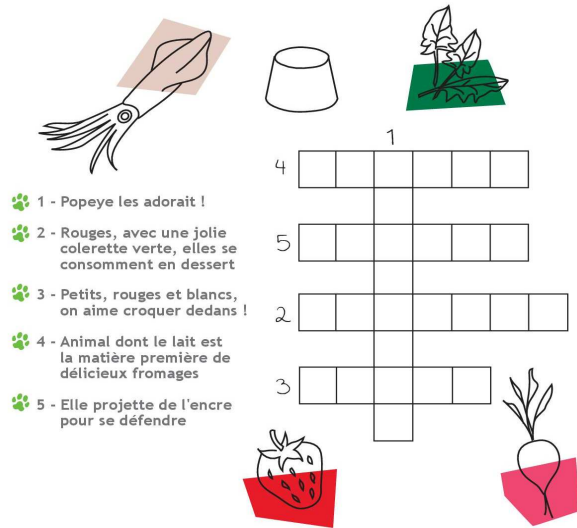 1
4
1 - Popeye les adorait !
2 - Rouges, avec une jolie
colerette verte, elles se
consomment en dessert
5
3 - Petits, rouges et blancs,
on aime croquer dedans !
2
4 - Animal dont le lait est
la matière première de
délicieux fromages
3
5 - Elle projette de l'encre
pour se défendre